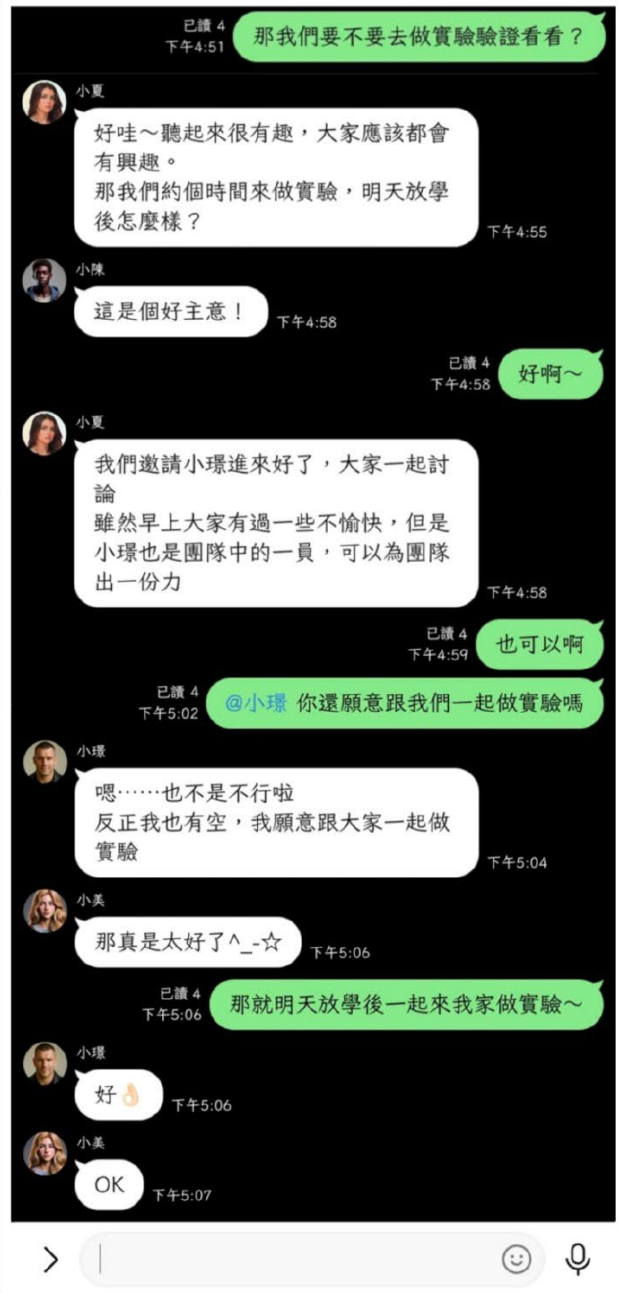 已讀 4
下午4:51
那我們要不要去做實驗驗證看看？
小夏
好哇～聽起來很有趣，大家應該都會
有興趣。
那我們約個時間來做實驗，明天放學
後怎麼樣？
下午4:55
小陳
這是個好主意！
下午4:58
已讀 4
下午4:58
好啊～
小夏
我們邀請小璟進來好了，大家一起討
論
雖然早上大家有過一些不愉快，但是
小璟也是團隊中的一員，可以為團隊
出一份力
下午4:58
已讀 4
下午4:59
也可以啊
已讀 4
下午5:02
@小璟 你還願意跟我們一起做實驗嗎
小璟
嗯……也不是不行啦
反正我也有空，我願意跟大家一起做
實驗
下午5:04
小美
那真是太好了^_-☆
下午5:06
已讀 4
下午5:06
那就明天放學後一起來我家做實驗～
小璟
好👌🏻
下午5:06
小美
OK
下午5:07